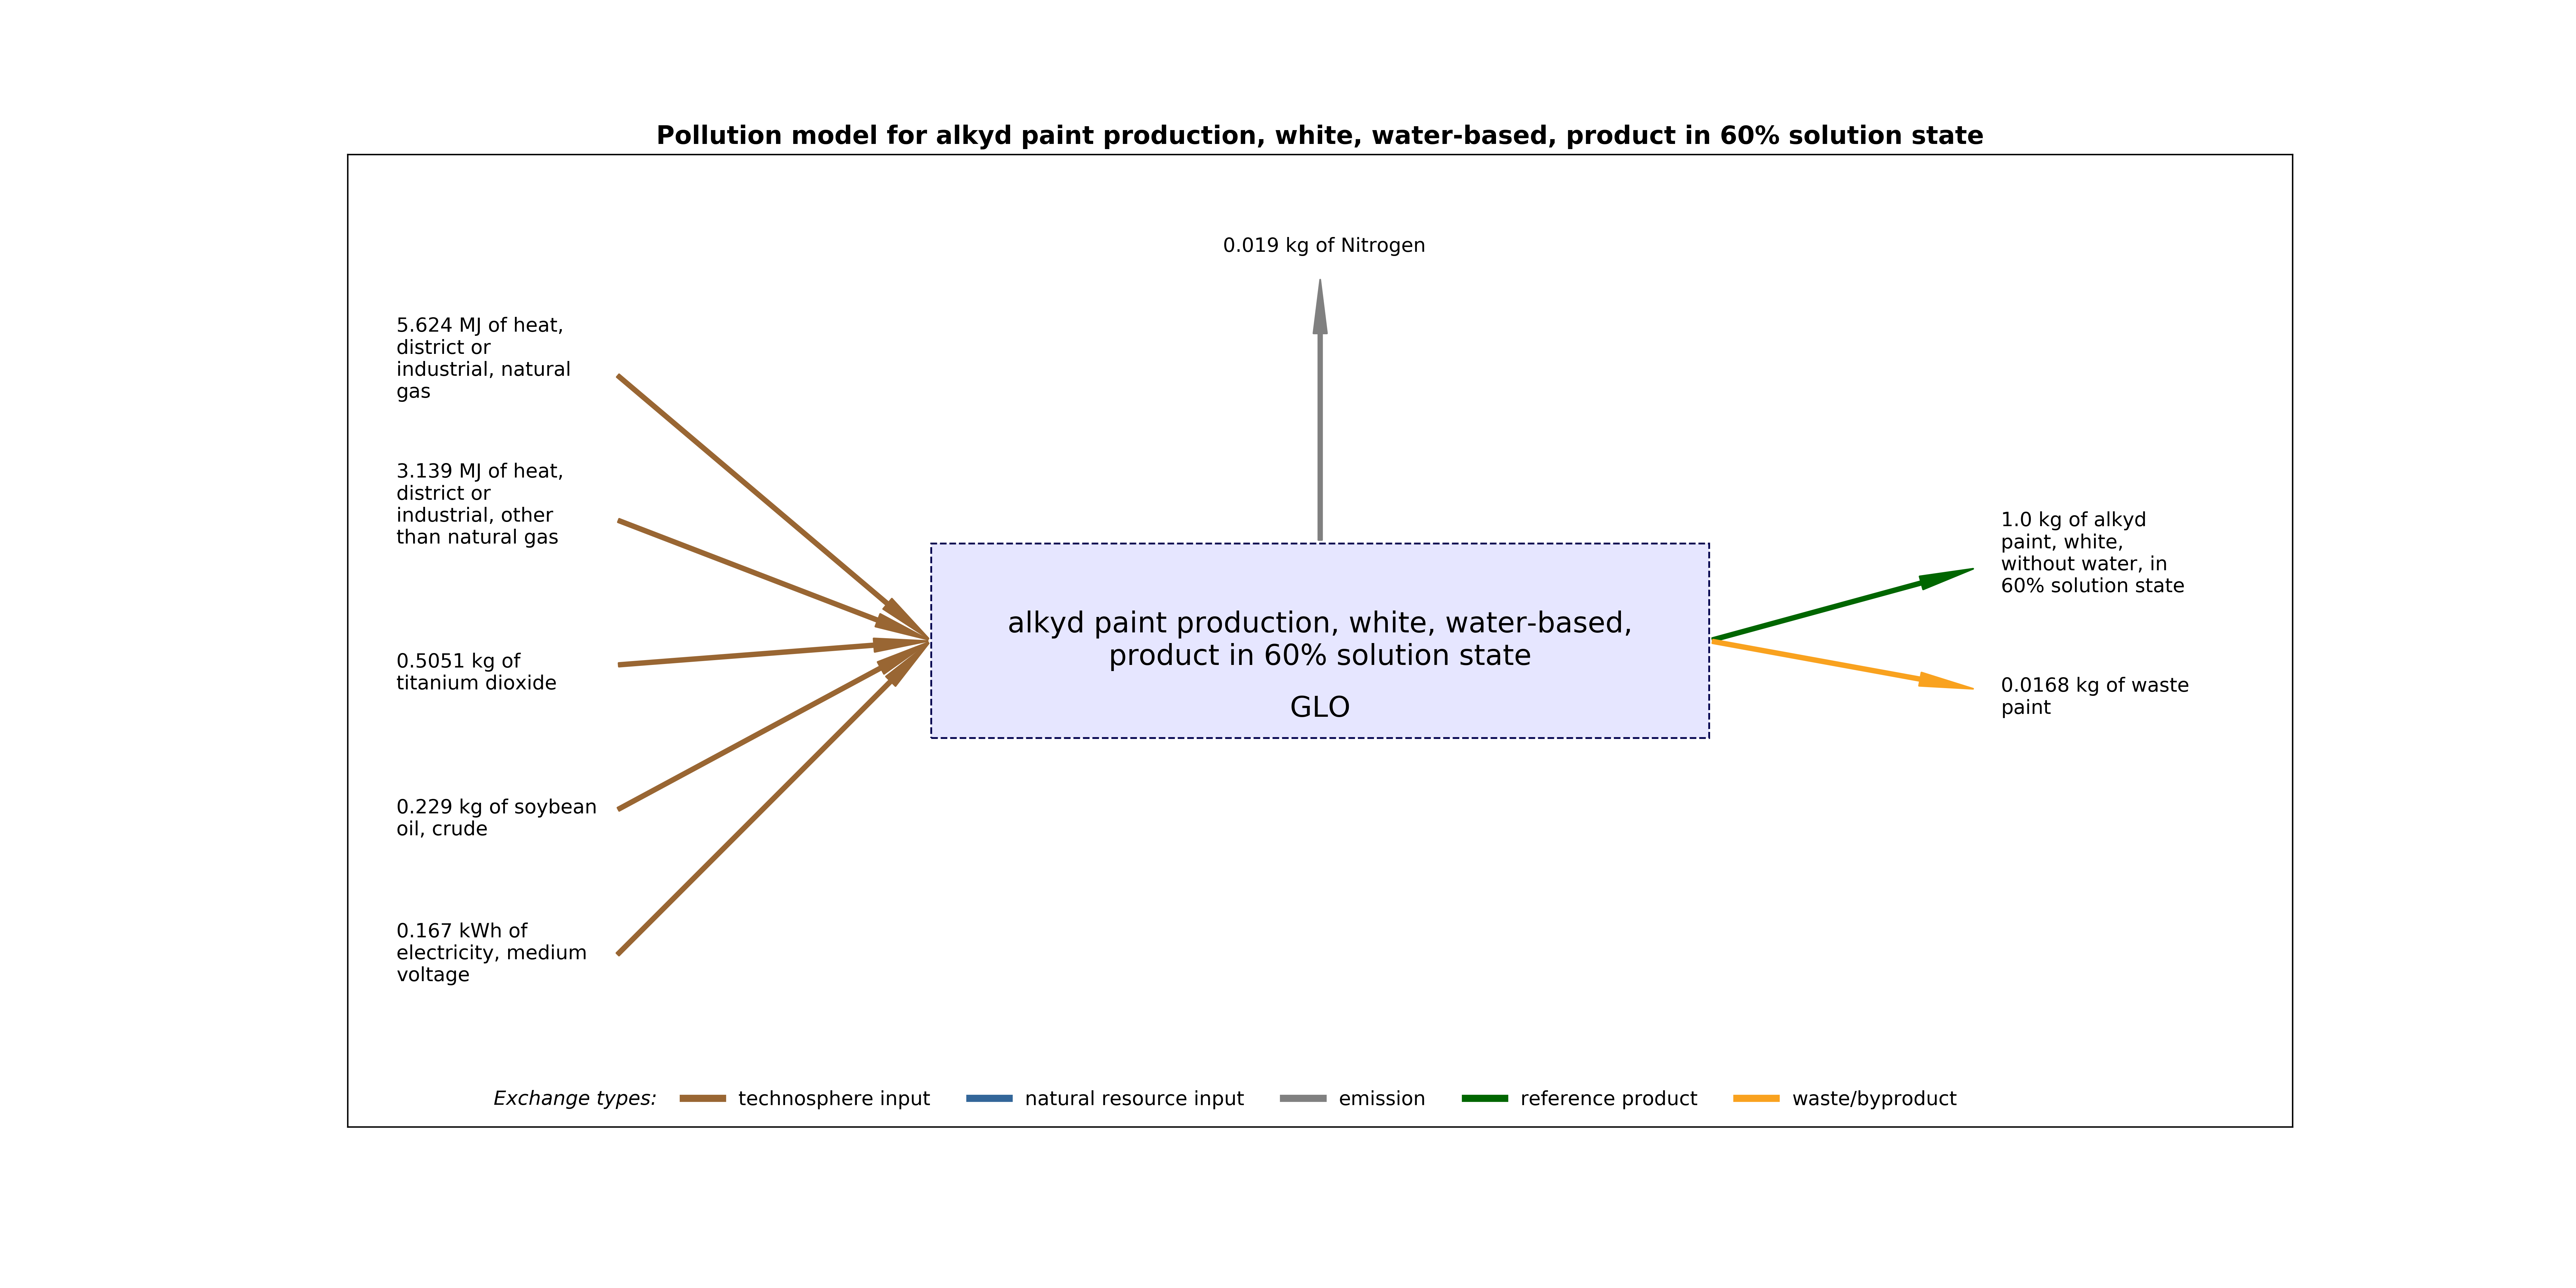 Pollution model for alkyd paint production, white, water-based, product in 60% solution state
0.019 kg of Nitrogen
5.624 MJ of heat,
district or
industrial, natural
gas
3.139 MJ of heat,
district or
industrial, other
than natural gas
0.5051 kg of
titanium dioxide
0.229 kg of soybean
oil, crude
0.167 kWh of
electricity, medium
voltage
alkyd paint production, white, water-based,
product in 60% solution state
GLO
1.0 kg of alkyd
paint, white,
without water, in
60% solution state
0.0168 kg of waste
paint
Exchange types: technosphere input natural resource input emission reference product waste/byproduct